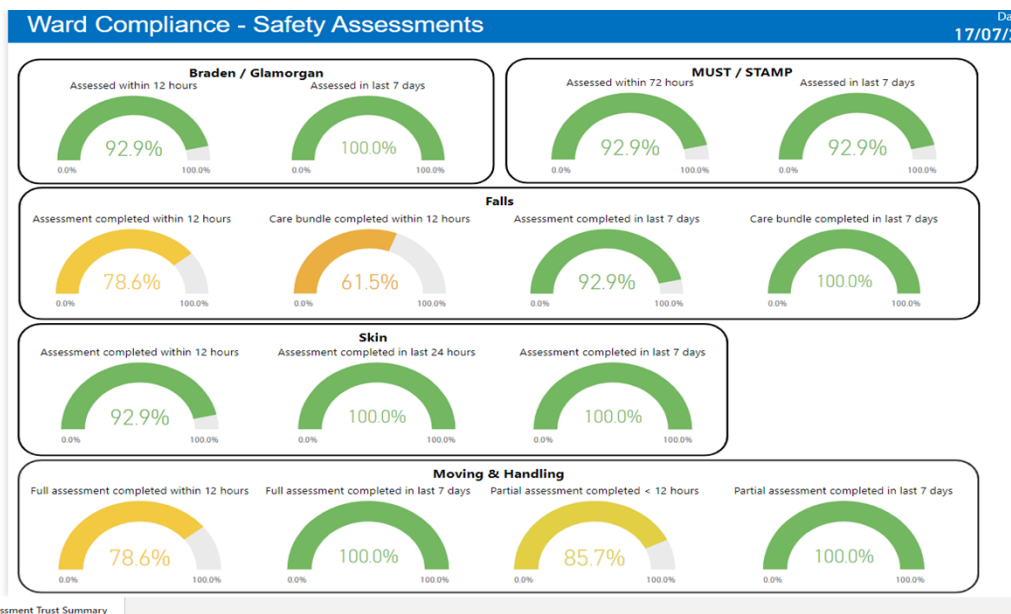 Ward Compliance - Safety Assessments
Da
17/07/
Braden / Glamorgan
Assessed within 12 hours Assessed in last 7 days
92.9% 100.0%
0.0% 100.0% 0.0% 100.0%
MUST / STAMP
Assessed within 72 hours Assessed in last 7 days
92.9% 92.9%
0.0% 100.0% 0.0% 100.0%
Falls
Assessment completed within 12 hours Care bundle completed within 12 hours Assessment completed in last 7 days Care bundle completed in last 7 days
78.6% 61.5% 92.9% 100.0%
0.0% 100.0% 0.0% 100.0% 0.0% 100.0% 0.0% 100.0%
Skin
Assessment completed within 12 hours Assessment completed in last 24 hours Assessment completed in last 7 days
92.9% 100.0% 100.0%
0.0% 100.0% 0.0% 100.0% 0.0% 100.0%
Moving & Handling
Full assessment completed within 12 hours Full assessment completed in last 7 days Partial assessment completed < 12 hours Partial assessment completed in last 7 days
78.6% 100.0% 85.7% 100.0%
0.0% 100.0% 0.0% 100.0% 0.0% 100.0% 0.0% 100.0%
ssment Trust Summary